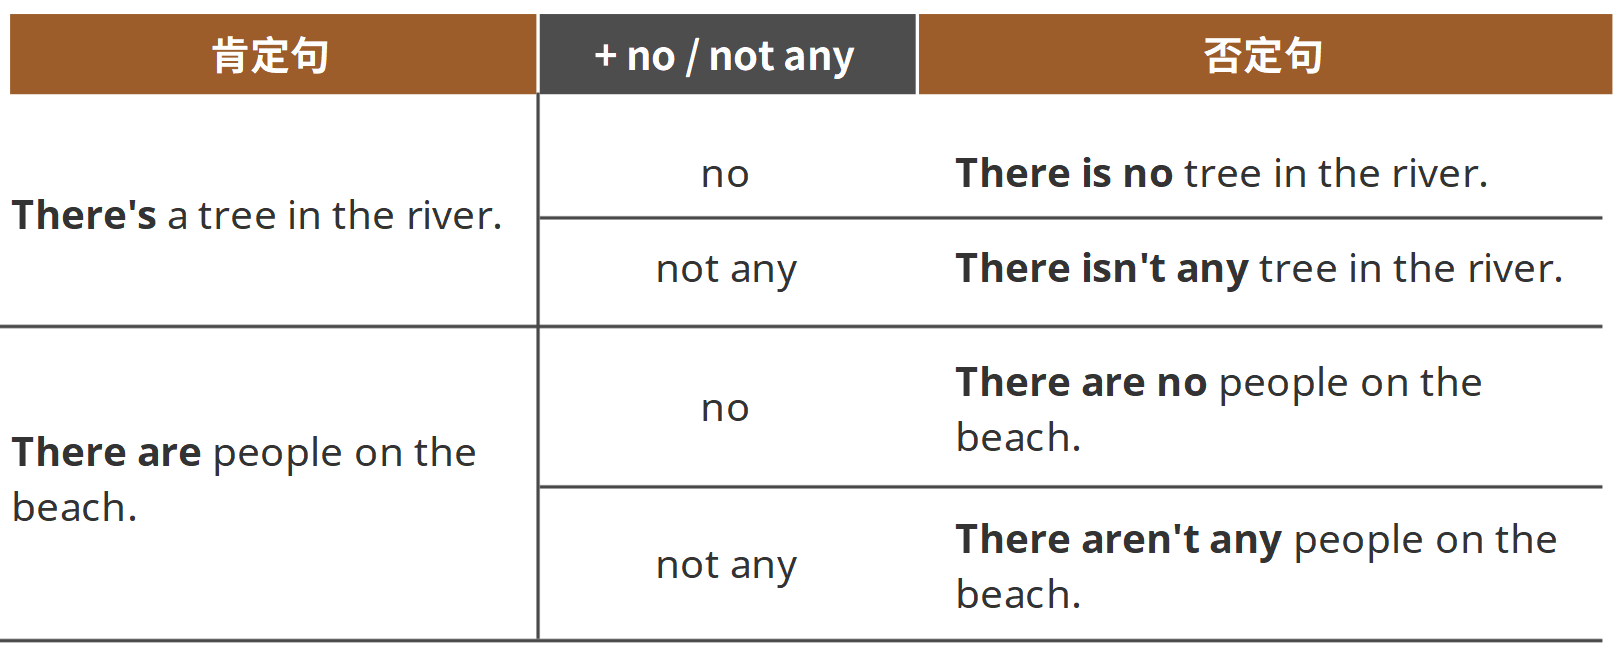 肯定句
+ no / not any
否定句
There's a tree in the river.
no
There is no tree in the river.
not any
There isn't any tree in the river.
There are people on the
beach.
no
There are no people on the
beach.
not any
There aren't any people on the
beach.